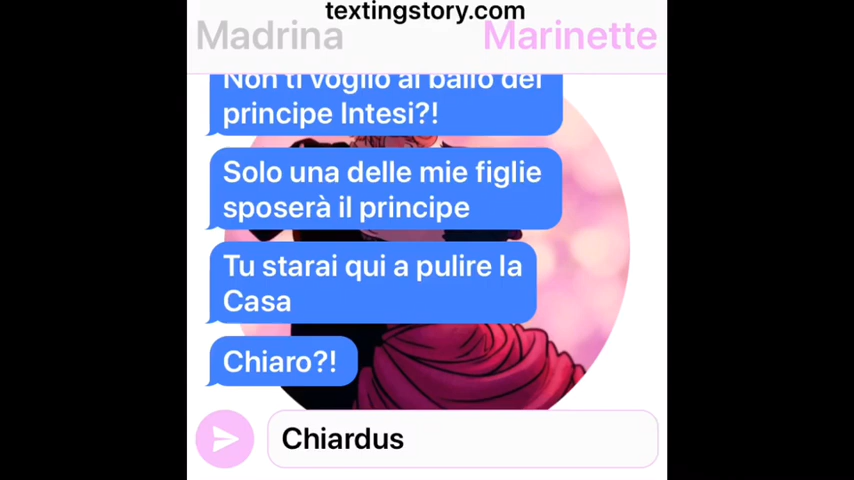 textingstory.com
Madrina
Marinette
Non ti voglio al ballo del
principe Intesi?!
Solo una delle mie figlie
sposerà il principe
Tu starai qui a pulire la
Casa
Chiaro?!
Chiardus